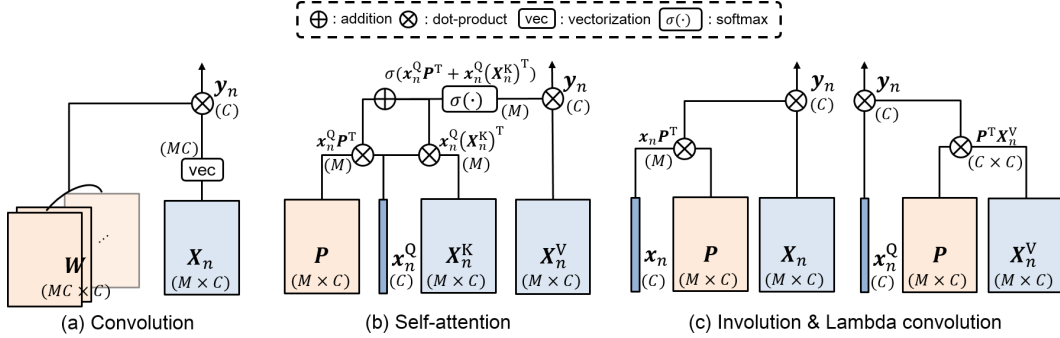 ⊕ : addition ⊗ : dot-product vec : vectorization σ(·) : softmax
y_n
(C)
(MC)
vec
W
(MC × C)
...
X_n
(M × C)
(a) Convolution
σ(x_n^Q P^T + x_n^Q (X_n^K)^T)
y_n
σ(·)
(M)
(C)
x_n^Q P^T
(M)
x_n^Q (X_n^K)^T
(M)
P
(M × C)
x_n^Q
(C)
X_n^K
(M × C)
X_n^V
(M × C)
(b) Self-attention
y_n
(C)
x_n P^T
(M)
x_n
(C)
P
(M × C)
X_n
(M × C)
y_n
(C)
P^T X_n^V
(C × C)
x_n^Q
(C)
P
(M × C)
X_n^V
(M × C)
(c) Involution & Lambda convolution